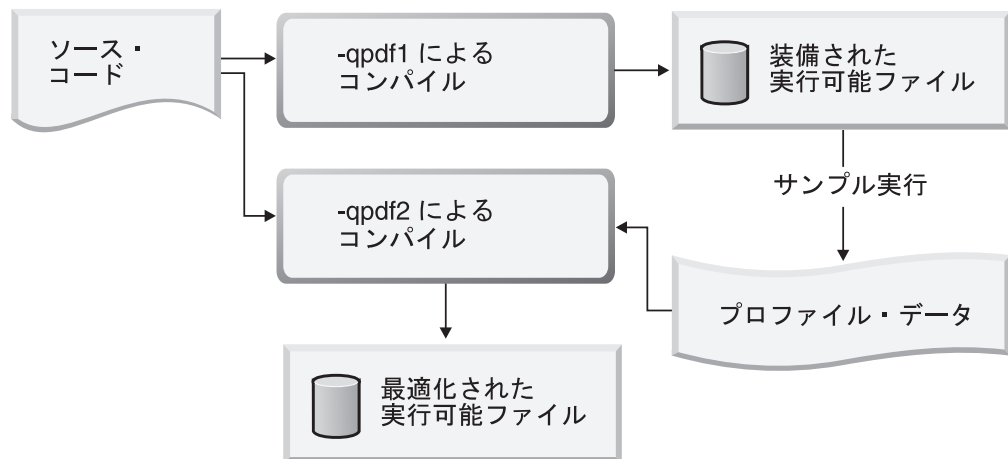 ソース・
コード
-qpdf1 による
コンパイル
装備された
実行可能ファイル
サンプル実行
-qpdf2 による
コンパイル
プロファイル・データ
最適化された
実行可能ファイル